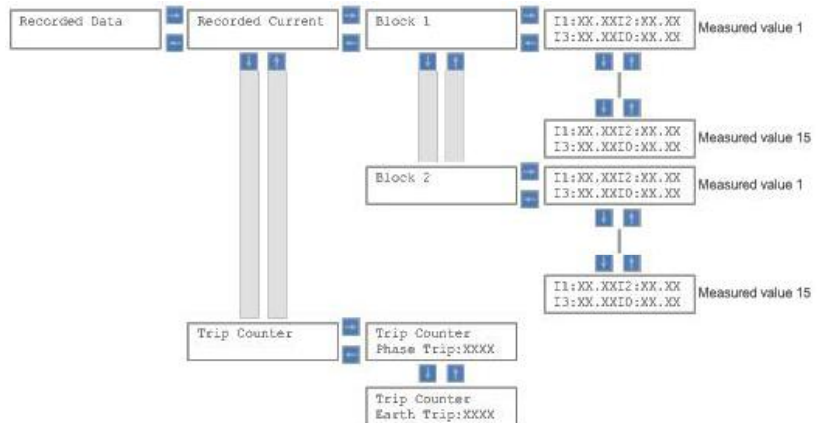 Recorded Data
Recorded Current
Block 1
I1:XX.XXI2:XX.XX
I3:XX.XXI0:XX.XX
Measured value 1
I1:XX.XXI2:XX.XX
I3:XX.XXI0:XX.XX
Measured value 15
Block 2
I1:XX.XXI2:XX.XX
I3:XX.XXI0:XX.XX
Measured value 1
I1:XX.XXI2:XX.XX
I3:XX.XXI0:XX.XX
Measured value 15
Trip Counter
Trip Counter
Phase Trip:XXXX
Trip Counter
Earth Trip:XXXX